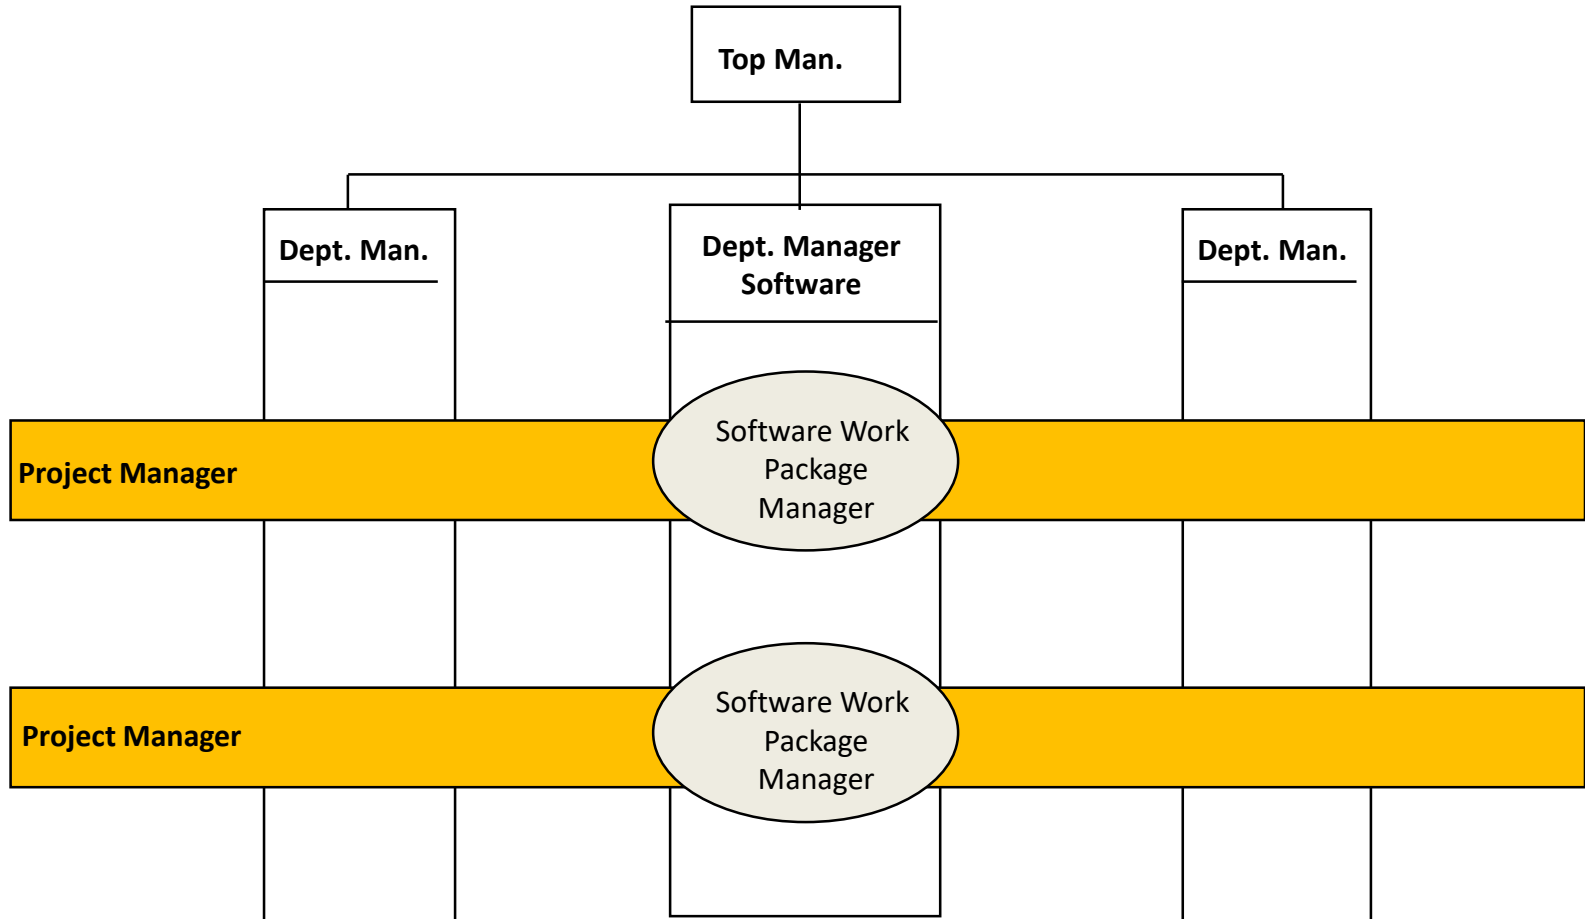 Top Man.
Dept. Man.
Dept. Manager
Software
Dept. Man.
Project Manager
Software Work
Package
Manager
Project Manager
Software Work
Package
Manager